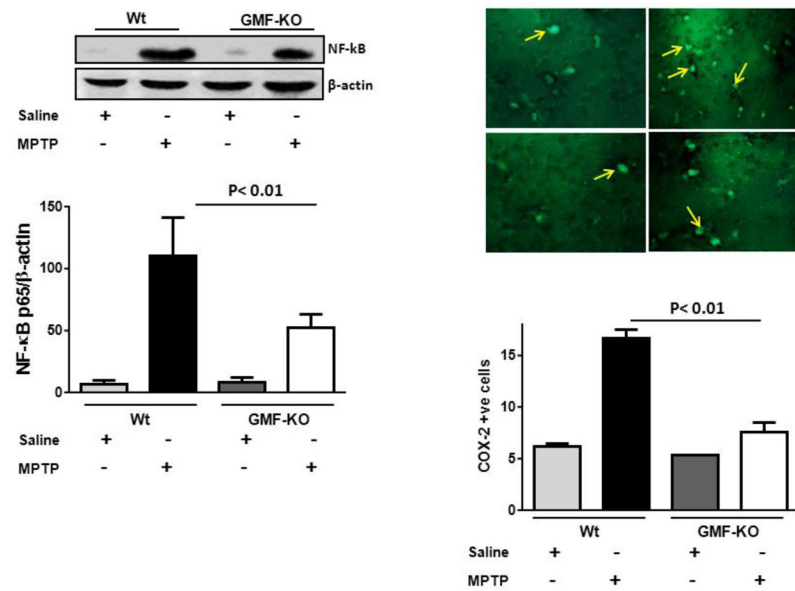 Wt GMF-KO
NF-kB
β-actin
Saline + - + -
MPTP - + - +
P< 0.01
150
100
50
0
NF-κB p65/β-actin
Wt GMF-KO
Saline + - + -
MPTP - + - +
P< 0.01
15
10
5
0
COX-2 +ve cells
Wt GMF-KO
Saline + - + -
MPTP - + - +